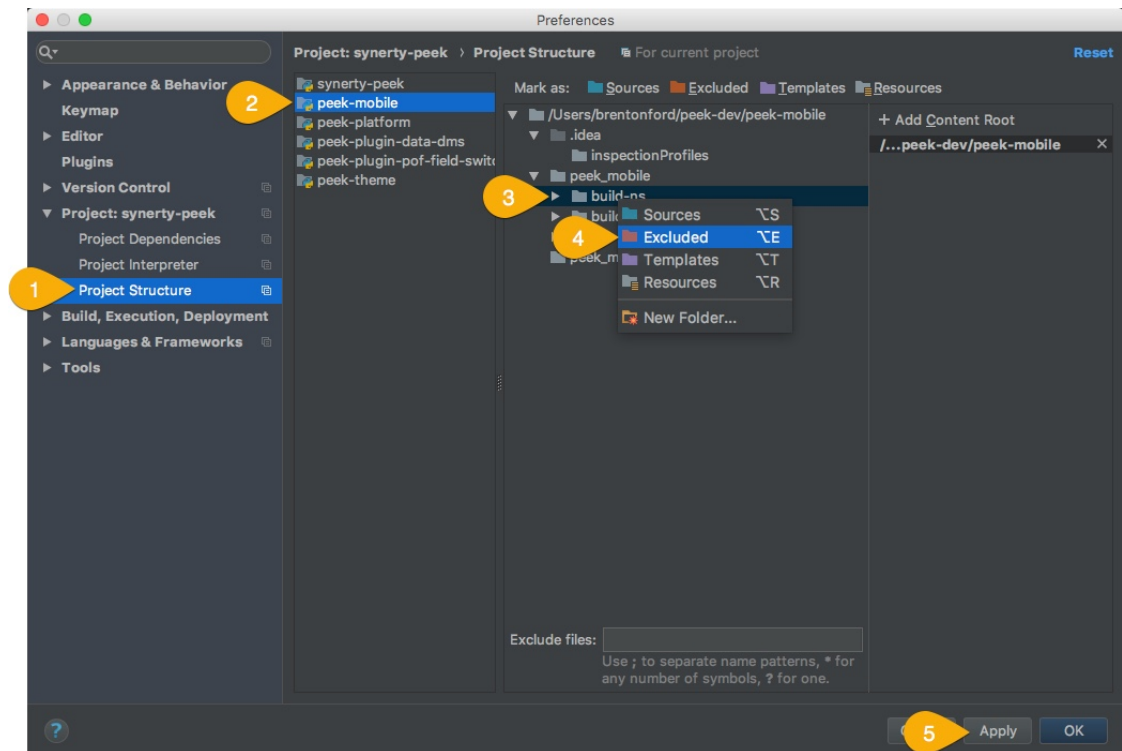 Preferences
Project: synerty-peek › Project Structure For current project Reset
Appearance & Behavior
Keymap
Editor
Plugins
Version Control
Project: synerty-peek
Project Dependencies
Project Interpreter
Project Structure
Build, Execution, Deployment
Languages & Frameworks
Tools
1
2
synerty-peek
peek-mobile
peek-platform
peek-plugin-data-dms
peek-plugin-pof-field-swit
peek-theme
Mark as: Sources Excluded Templates Resources
/Users/brentonford/peek-dev/peek-mobile
.idea
inspectionProfiles
peek_mobile
3
build-ns
buil
peek_m
Sources ⌥S
4
Excluded ⌥E
Templates ⌥T
Resources ⌥R
New Folder...
+ Add Content Root
/...peek-dev/peek-mobile ×
Exclude files:
Use ; to separate name patterns, * for
any number of symbols, ? for one.
?
5
Apply
OK